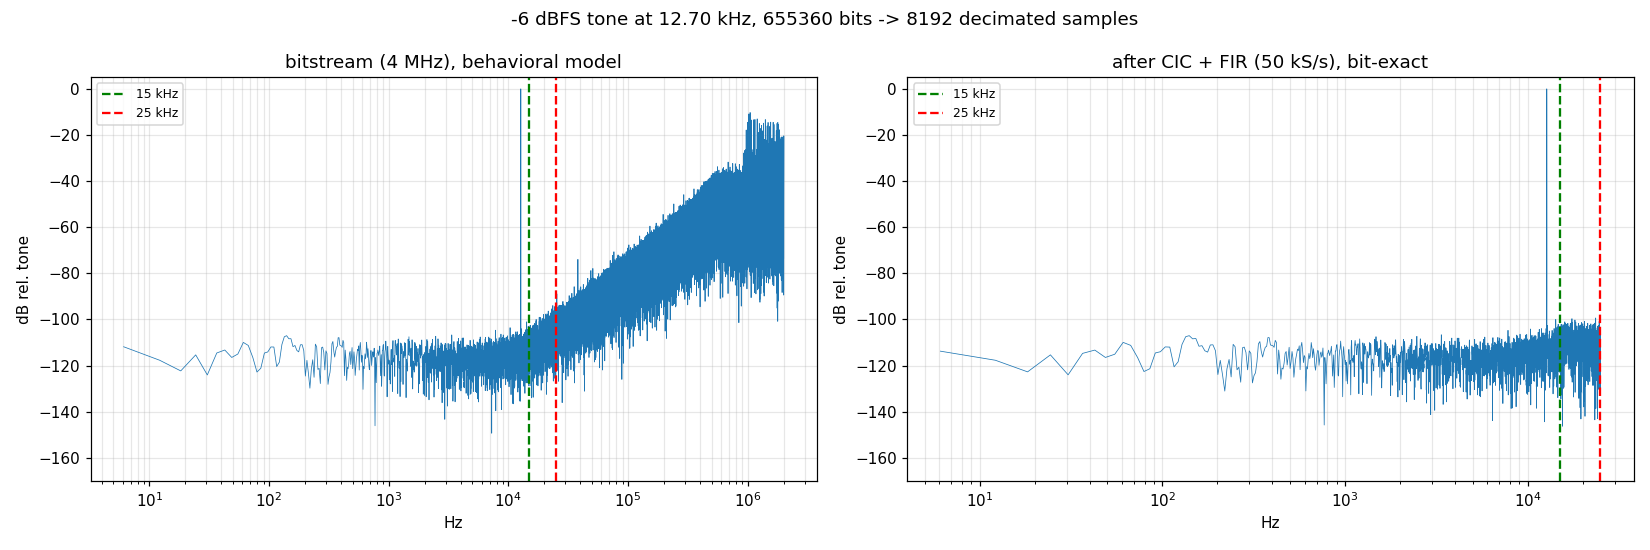 -6 dBFS tone at 12.70 kHz, 655360 bits -> 8192 decimated samples
bitstream (4 MHz), behavioral model
15 kHz
25 kHz
dB rel. tone
0
−20
−40
−60
−80
−100
−120
−140
−160
10¹
10²
10³
10⁴
10⁵
10⁶
Hz
after CIC + FIR (50 kS/s), bit-exact
15 kHz
25 kHz
dB rel. tone
0
−20
−40
−60
−80
−100
−120
−140
−160
10¹
10²
10³
10⁴
Hz